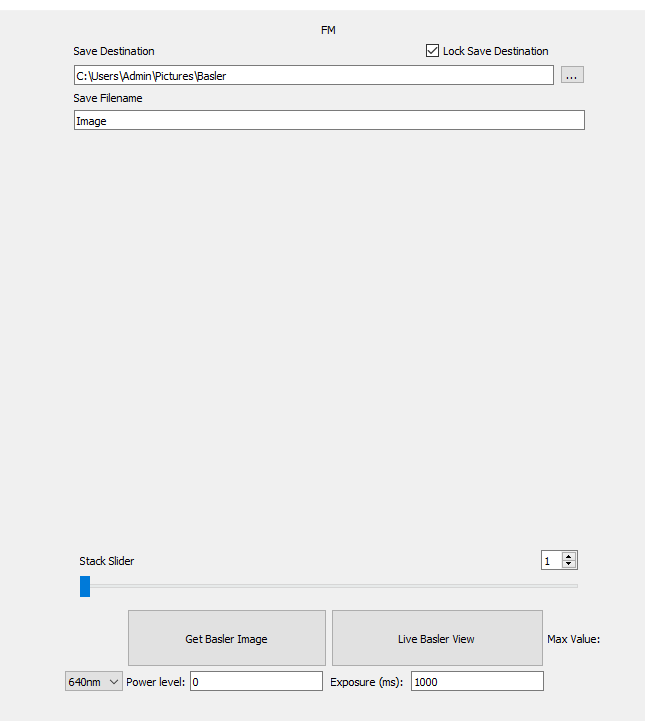 FM
Save Destination
Lock Save Destination
C:\Users\Admin\Pictures\Basler
...
Save Filename
Image
Stack Slider
1
Get Basler Image
Live Basler View
Max Value:
640nm
Power level: 0
Exposure (ms): 1000